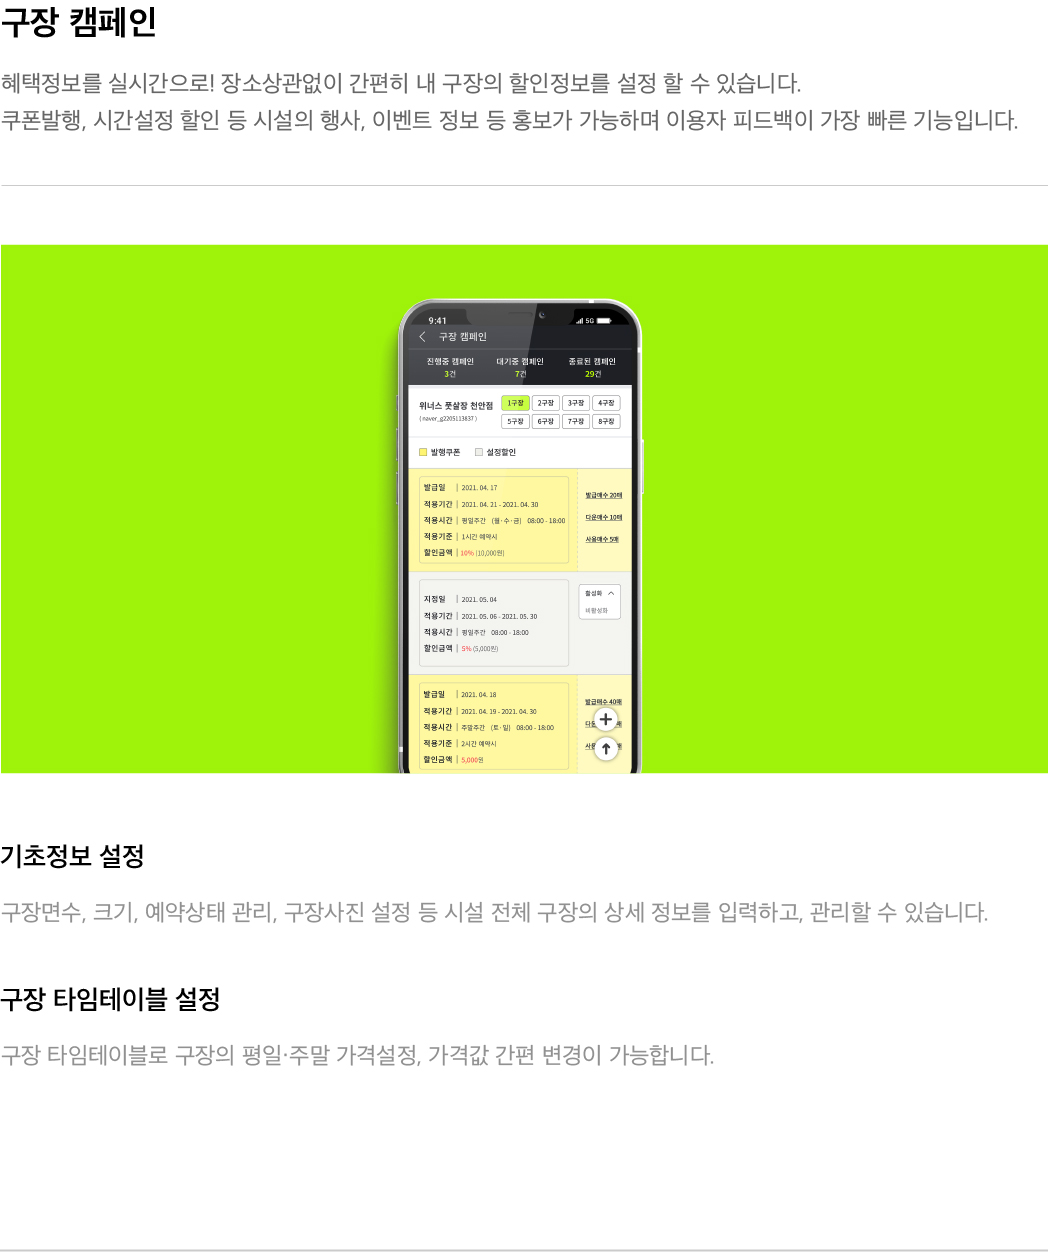 구장 캠페인
혜택정보를 실시간으로! 장소상관없이 간편히 내 구장의 할인정보를 설정 할 수 있습니다.
쿠폰발행, 시간설정 할인 등 시설의 행사, 이벤트 정보 등 홍보가 가능하며 이용자 피드백이 가장 빠른 기능입니다.
9:41 5G
구장 캠페인
진행중 캠페인 대기중 캠페인 종료된 캠페인
3건 7건 29건
위너스 풋살장 천안점 1구장 2구장 3구장 4구장
( naver_g2205113837 ) 5구장 6구장 7구장 8구장
발행쿠폰 설정할인
발급일 | 2021. 04. 17
발급매수 20매
적용기간 | 2021. 04. 21 - 2021. 04. 30
다운매수 10매
적용시간 | 평일주간 (월·수·금) 08:00 - 18:00
적용기준 | 1시간 예약시
사용매수 5매
할인금액 | 10% (10,000원)
지정일 | 2021. 05. 04
활성화
적용기간 | 2021. 05. 06 - 2021. 05. 30
비활성화
적용시간 | 평일주간 08:00 - 18:00
할인금액 | 5% (5,000원)
발급일 | 2021. 04. 18
발급매수 40매
적용기간 | 2021. 04. 19 - 2021. 04. 30
적용시간 | 주말주간 (토·일) 08:00 - 18:00
적용기준 | 2시간 예약시
할인금액 | 5,000원
기초정보 설정
구장면수, 크기, 예약상태 관리, 구장사진 설정 등 시설 전체 구장의 상세 정보를 입력하고, 관리할 수 있습니다.
구장 타임테이블 설정
구장 타임테이블로 구장의 평일·주말 가격설정, 가격값 간편 변경이 가능합니다.